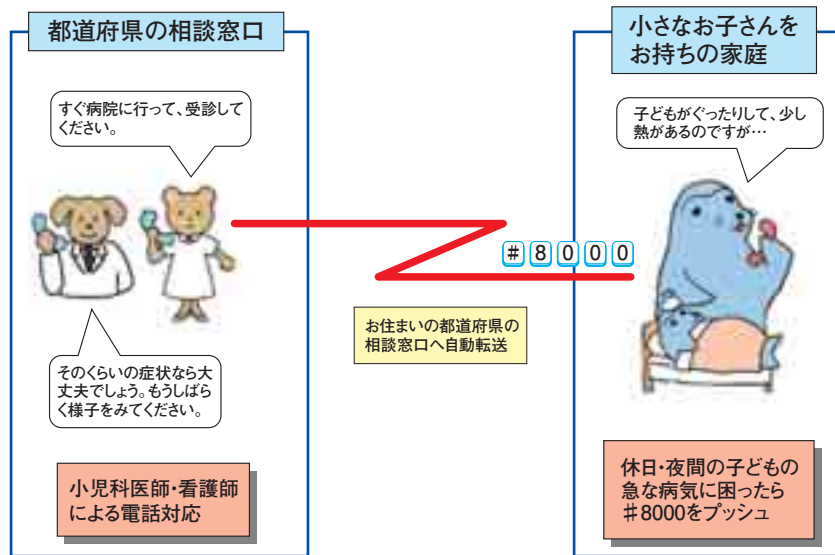 都道府県の相談窓口
すぐ病院に行って、受診して
ください。
そのくらいの症状なら大
丈夫でしょう。もうしばら
く様子をみてください。
小児科医師・看護師
による電話対応
#8000
お住まいの都道府県の
相談窓口へ自動転送
小さなお子さんを
お持ちの家庭
子どもがぐったりして、少し
熱があるのですが…
休日・夜間の子どもの
急な病気に困ったら
♯8000をプッシュ